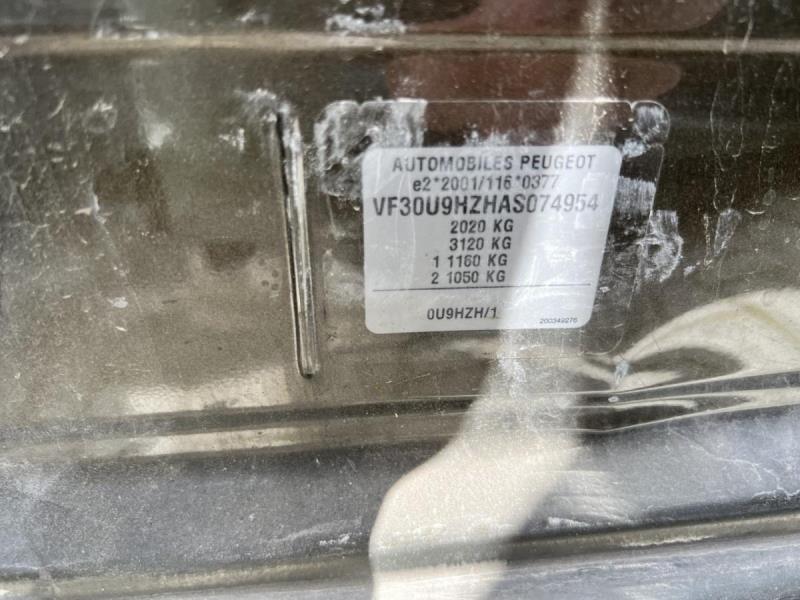 AUTOMOBILES PEUGEOT
e2*2001/116*0377
VF30U9HZHAS074954
2020 KG
3120 KG
1 1160 KG
2 1050 KG
0U9HZH/1
260349276